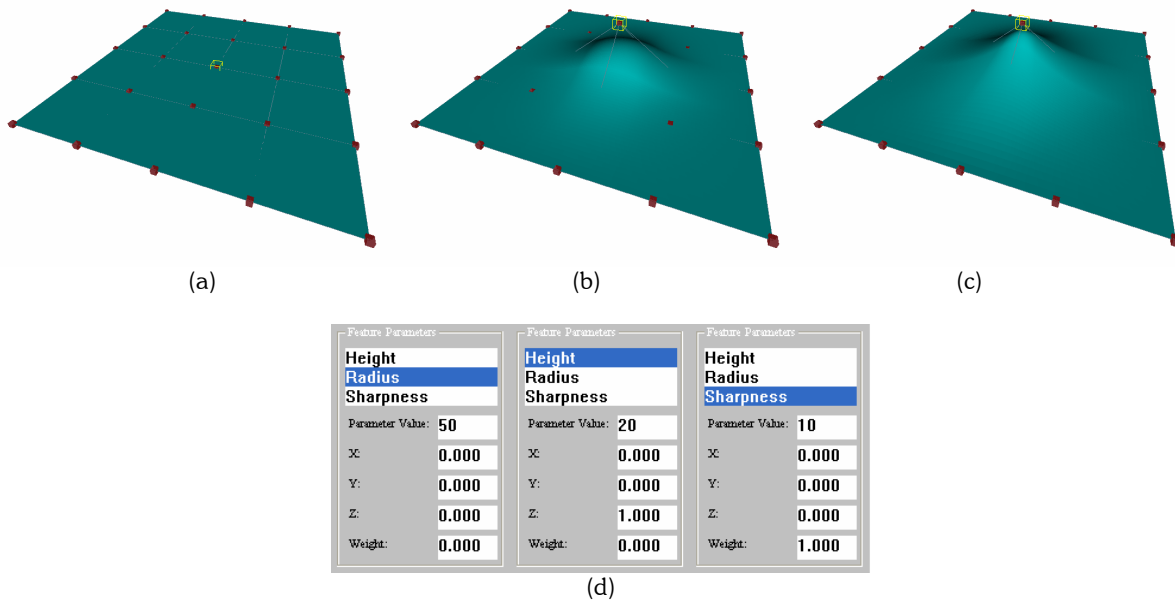 (a)
(b)
(c)
Feature Parameters
Height
Radius
Sharpness
Parameter Value: 50
X: 0.000
Y: 0.000
Z: 0.000
Weight: 0.000
Feature Parameters
Height
Radius
Sharpness
Parameter Value: 20
X: 0.000
Y: 0.000
Z: 1.000
Weight: 0.000
Feature Parameters
Height
Radius
Sharpness
Parameter Value: 10
X: 0.000
Y: 0.000
Z: 0.000
Weight: 1.000
(d)